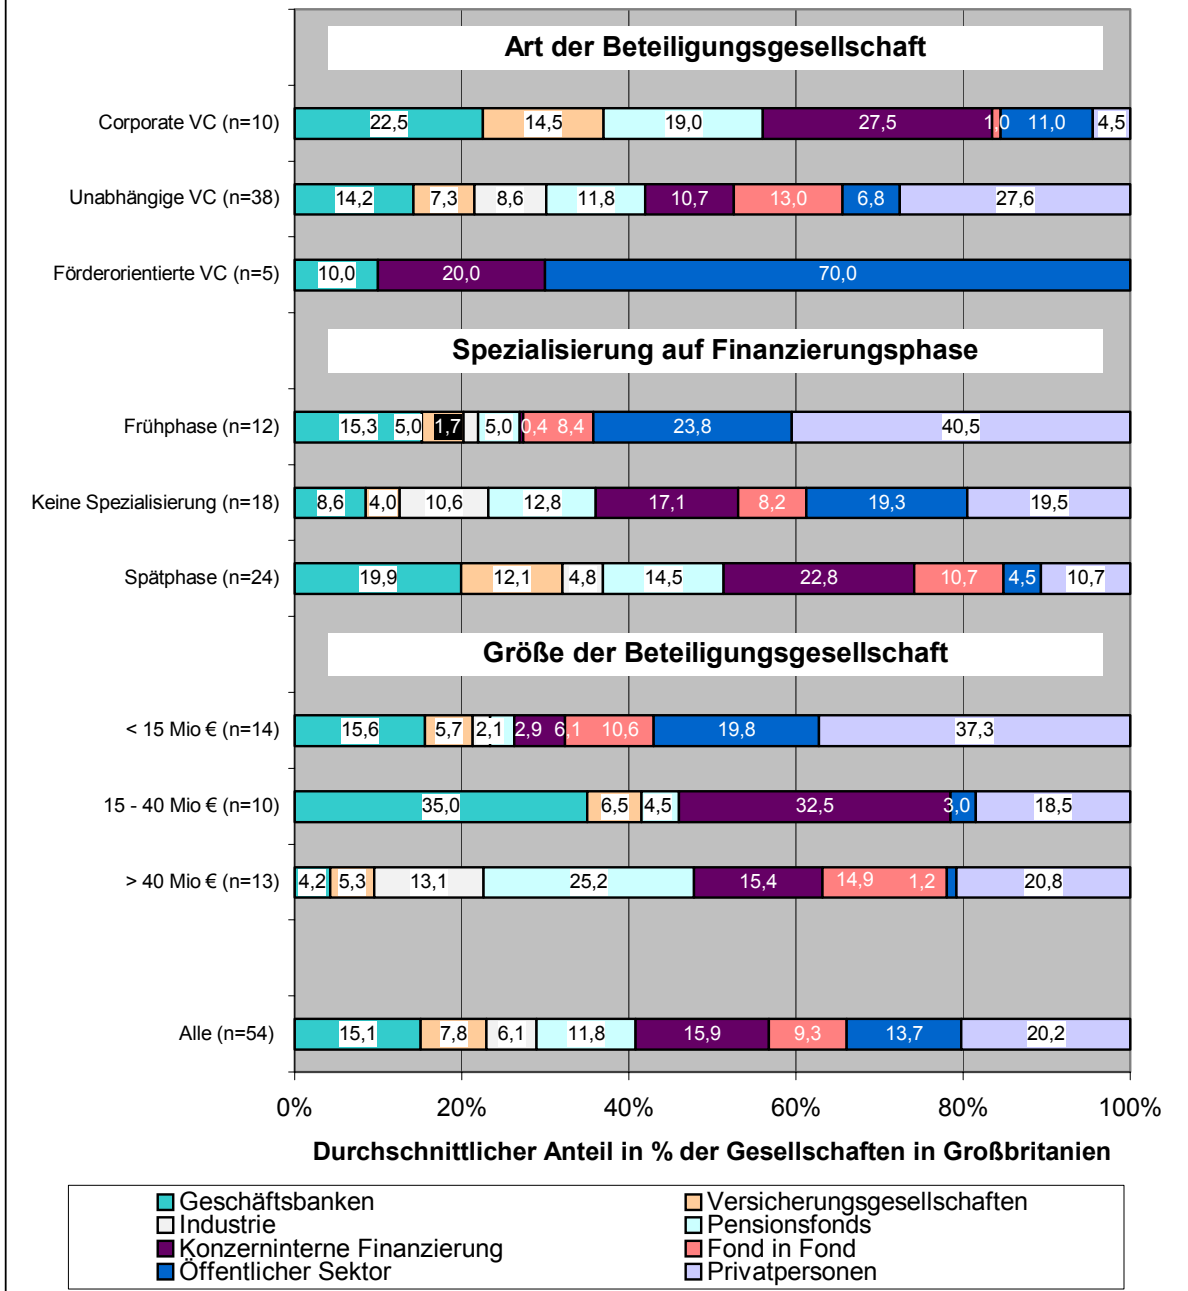 Art der Beteiligungsgesellschaft
Corporate VC (n=10) 22,5 14,5 19,0 27,5 1,0 11,0 4,5
Unabhängige VC (n=38) 14,2 7,3 8,6 11,8 10,7 13,0 6,8 27,6
Förderorientierte VC (n=5) 10,0 20,0 70,0
Spezialisierung auf Finanzierungsphase
Frühphase (n=12) 15,3 5,0 1,7 5,0 0,4 8,4 23,8 40,5
Keine Spezialisierung (n=18) 8,6 4,0 10,6 12,8 17,1 8,2 19,3 19,5
Spätphase (n=24) 19,9 12,1 4,8 14,5 22,8 10,7 4,5 10,7
Größe der Beteiligungsgesellschaft
< 15 Mio € (n=14) 15,6 5,7 2,1 2,9 6,1 10,6 19,8 37,3
15 - 40 Mio € (n=10) 35,0 6,5 4,5 32,5 3,0 18,5
> 40 Mio € (n=13) 4,2 5,3 13,1 25,2 15,4 14,9 1,2 20,8
Alle (n=54) 15,1 7,8 6,1 11,8 15,9 9,3 13,7 20,2
0% 20% 40% 60% 80% 100%
Durchschnittlicher Anteil in % der Gesellschaften in Großbritanien
Geschäftsbanken Versicherungsgesellschaften
Industrie Pensionsfonds
Konzerninterne Finanzierung Fond in Fond
Öffentlicher Sektor Privatpersonen